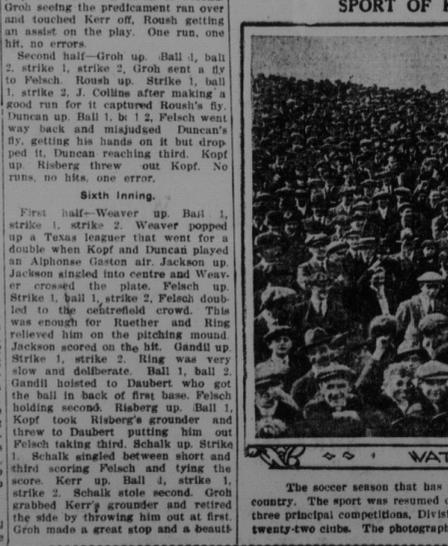 Groh seeing the predicament ran over
and touched Kerr off, Roush getting
an assist on the play. One run, one
hit, no errors.
Second half—Groh up. Ball 1, ball
2, strike 1, strike 2, Groh sent a fly
to Felsch. Roush up. Strike 1, ball
1, strike 2, J. Collins after making a
good run for it captured Roush's fly.
Duncan up. Ball 1, 2, Felsch went
way back and misjudged Duncan's
fly, getting his hands on it but drop
ped it, Duncan reaching third. Kopf
up. Risberg threw out Kopf. No
runs, no hits, one error.
Sixth Inning.
First half—Weaver up. Ball 1,
strike 1, strike 2. Weaver popped
up a Texas leaguer that went for a
double when Kopf and Duncan played
an Alphonse Gaston air. Jackson up.
Jackson singled into centre and Weav-
er crossed the plate. Felsch up.
Strike 1, ball 1, strike 2, Felsch doub-
led to the centrefield crowd. This
was enough for Ruether and Ring
relieved him on the pitching mound.
Jackson scored on the hit. Gandil up.
Strike 1, strike 2. Ring was very
slow and deliberate. Ball 1, ball 2.
Gandil hoisted to Daubert who got
the ball in back of first base. Felsch
holding second. Risberg up. Ball 1,
Kopf took Risberg's grounder and
threw to Daubert putting him out
Felsch taking third. Schalk up. Strike
1. Schalk singled between short and
third scoring Felsch and tying the
score. Kerr up. Ball 1, strike 1,
strike 2. Schalk stole second. Groh
grabbed Kerr's grounder and retired
the side by throwing him out at first.
Groh made a great stop and a beauti-
SPORT OF
WAT
The soccer season that has
country. The sport was resumed
three principal competitions, Divis
twenty-two clubs. The photograph